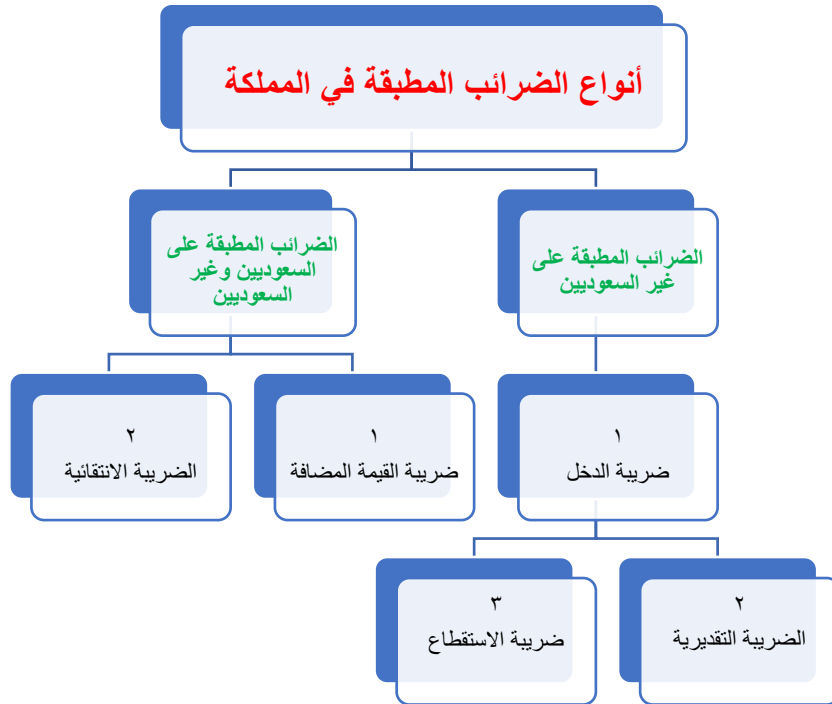 أنواع الضرائب المطبقة في المملكة
الضرائب المطبقة على
غير السعوديين
الضرائب المطبقة على
السعوديين وغير
السعوديين
١
ضريبة الدخل
١
ضريبة القيمة المضافة
٢
الضريبة الانتقائية
٢
الضريبة التقديرية
٣
ضريبة الاستقطاع